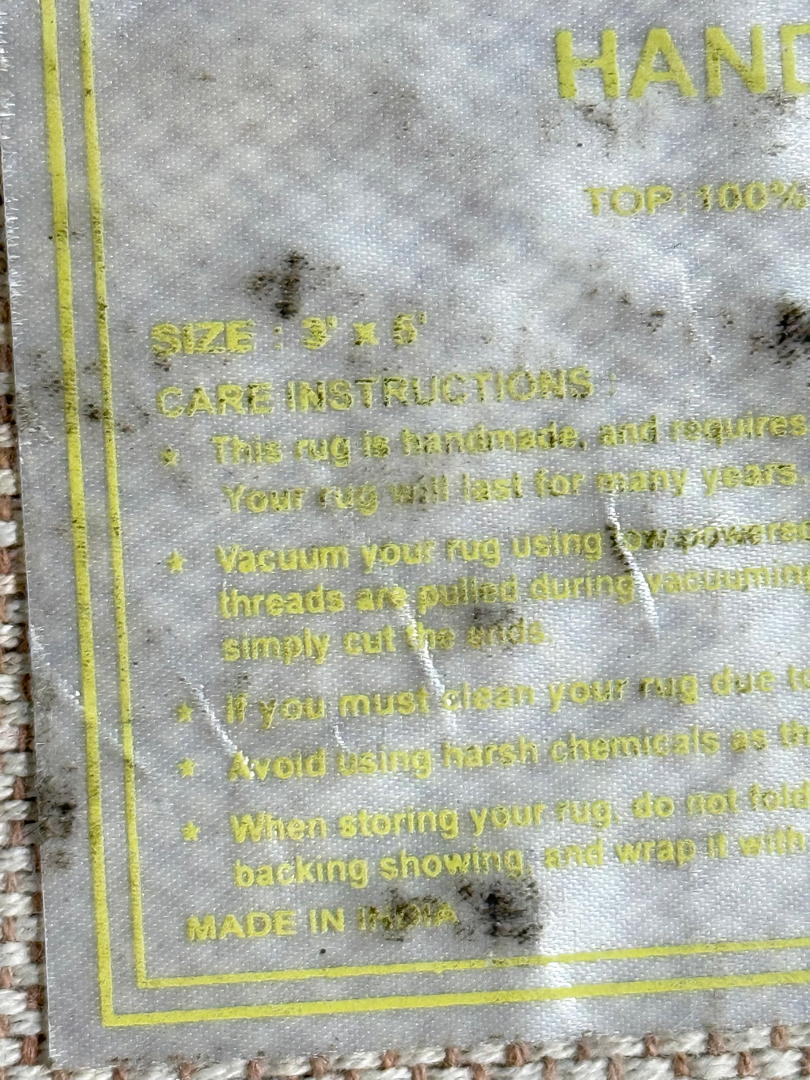 HAND
TOP: 100%
SIZE : 3' x 5'
CARE INSTRUCTIONS :
★ This rug is handmade, and requires
Your rug will last for many years.
★ Vacuum your rug using low-powered
threads are pulled during vacuuming
simply cut the ends.
★ If you must clean your rug due to
★ Avoid using harsh chemicals as th
★ When storing your rug, do not fold
backing showing, and wrap it with
MADE IN INDIA